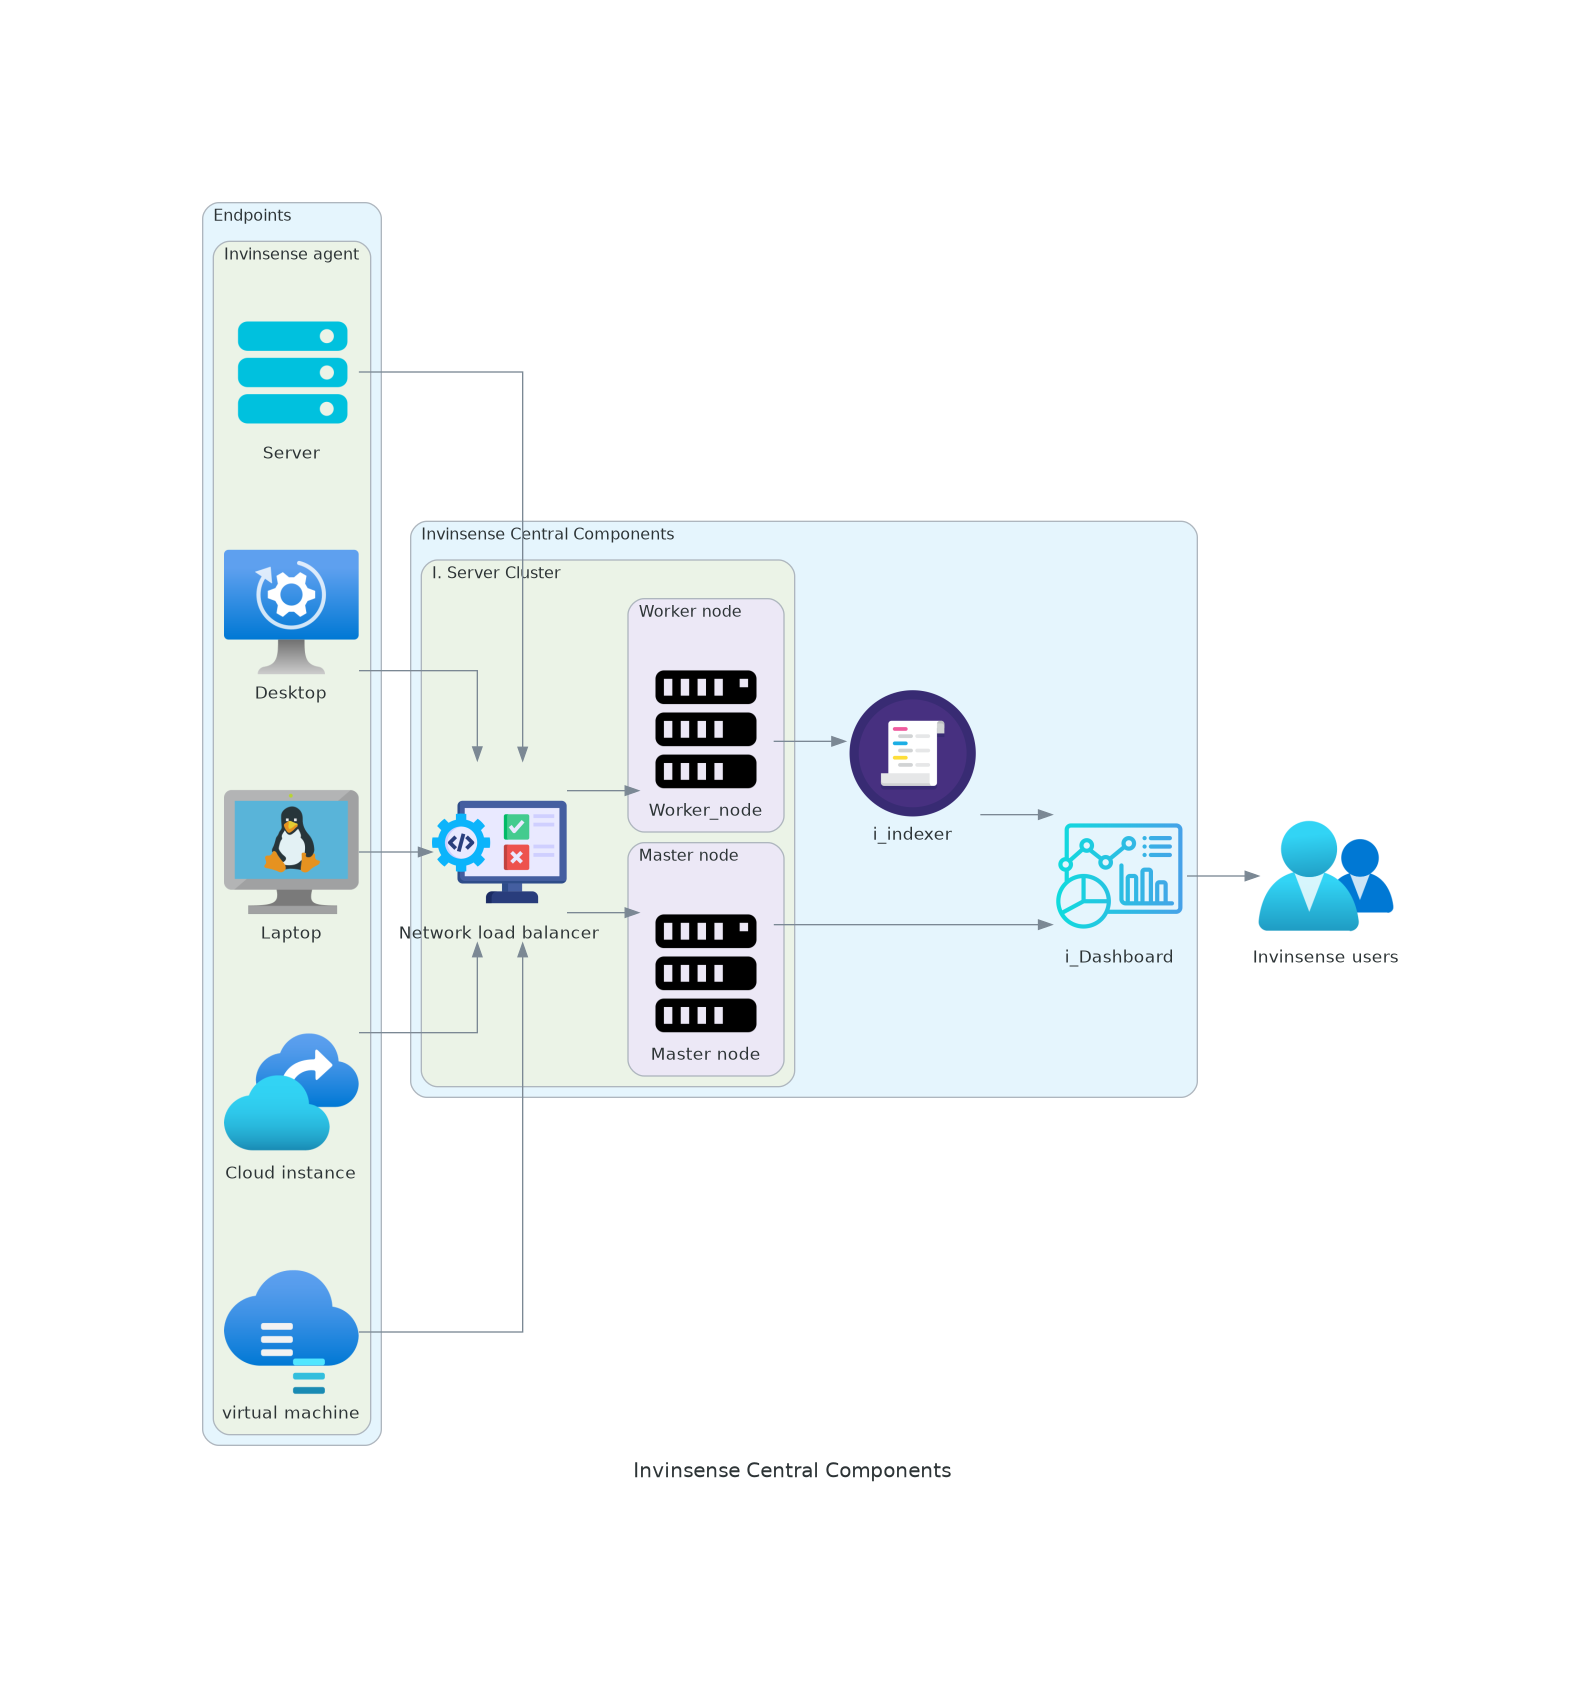 Endpoints
Invinsense agent
Server
Desktop
Laptop
Cloud instance
virtual machine
Invinsense Central Components
I. Server Cluster
Network load balancer
Worker node
Worker_node
Master node
Master node
i_indexer
i_Dashboard
Invinsense users
Invinsense Central Components